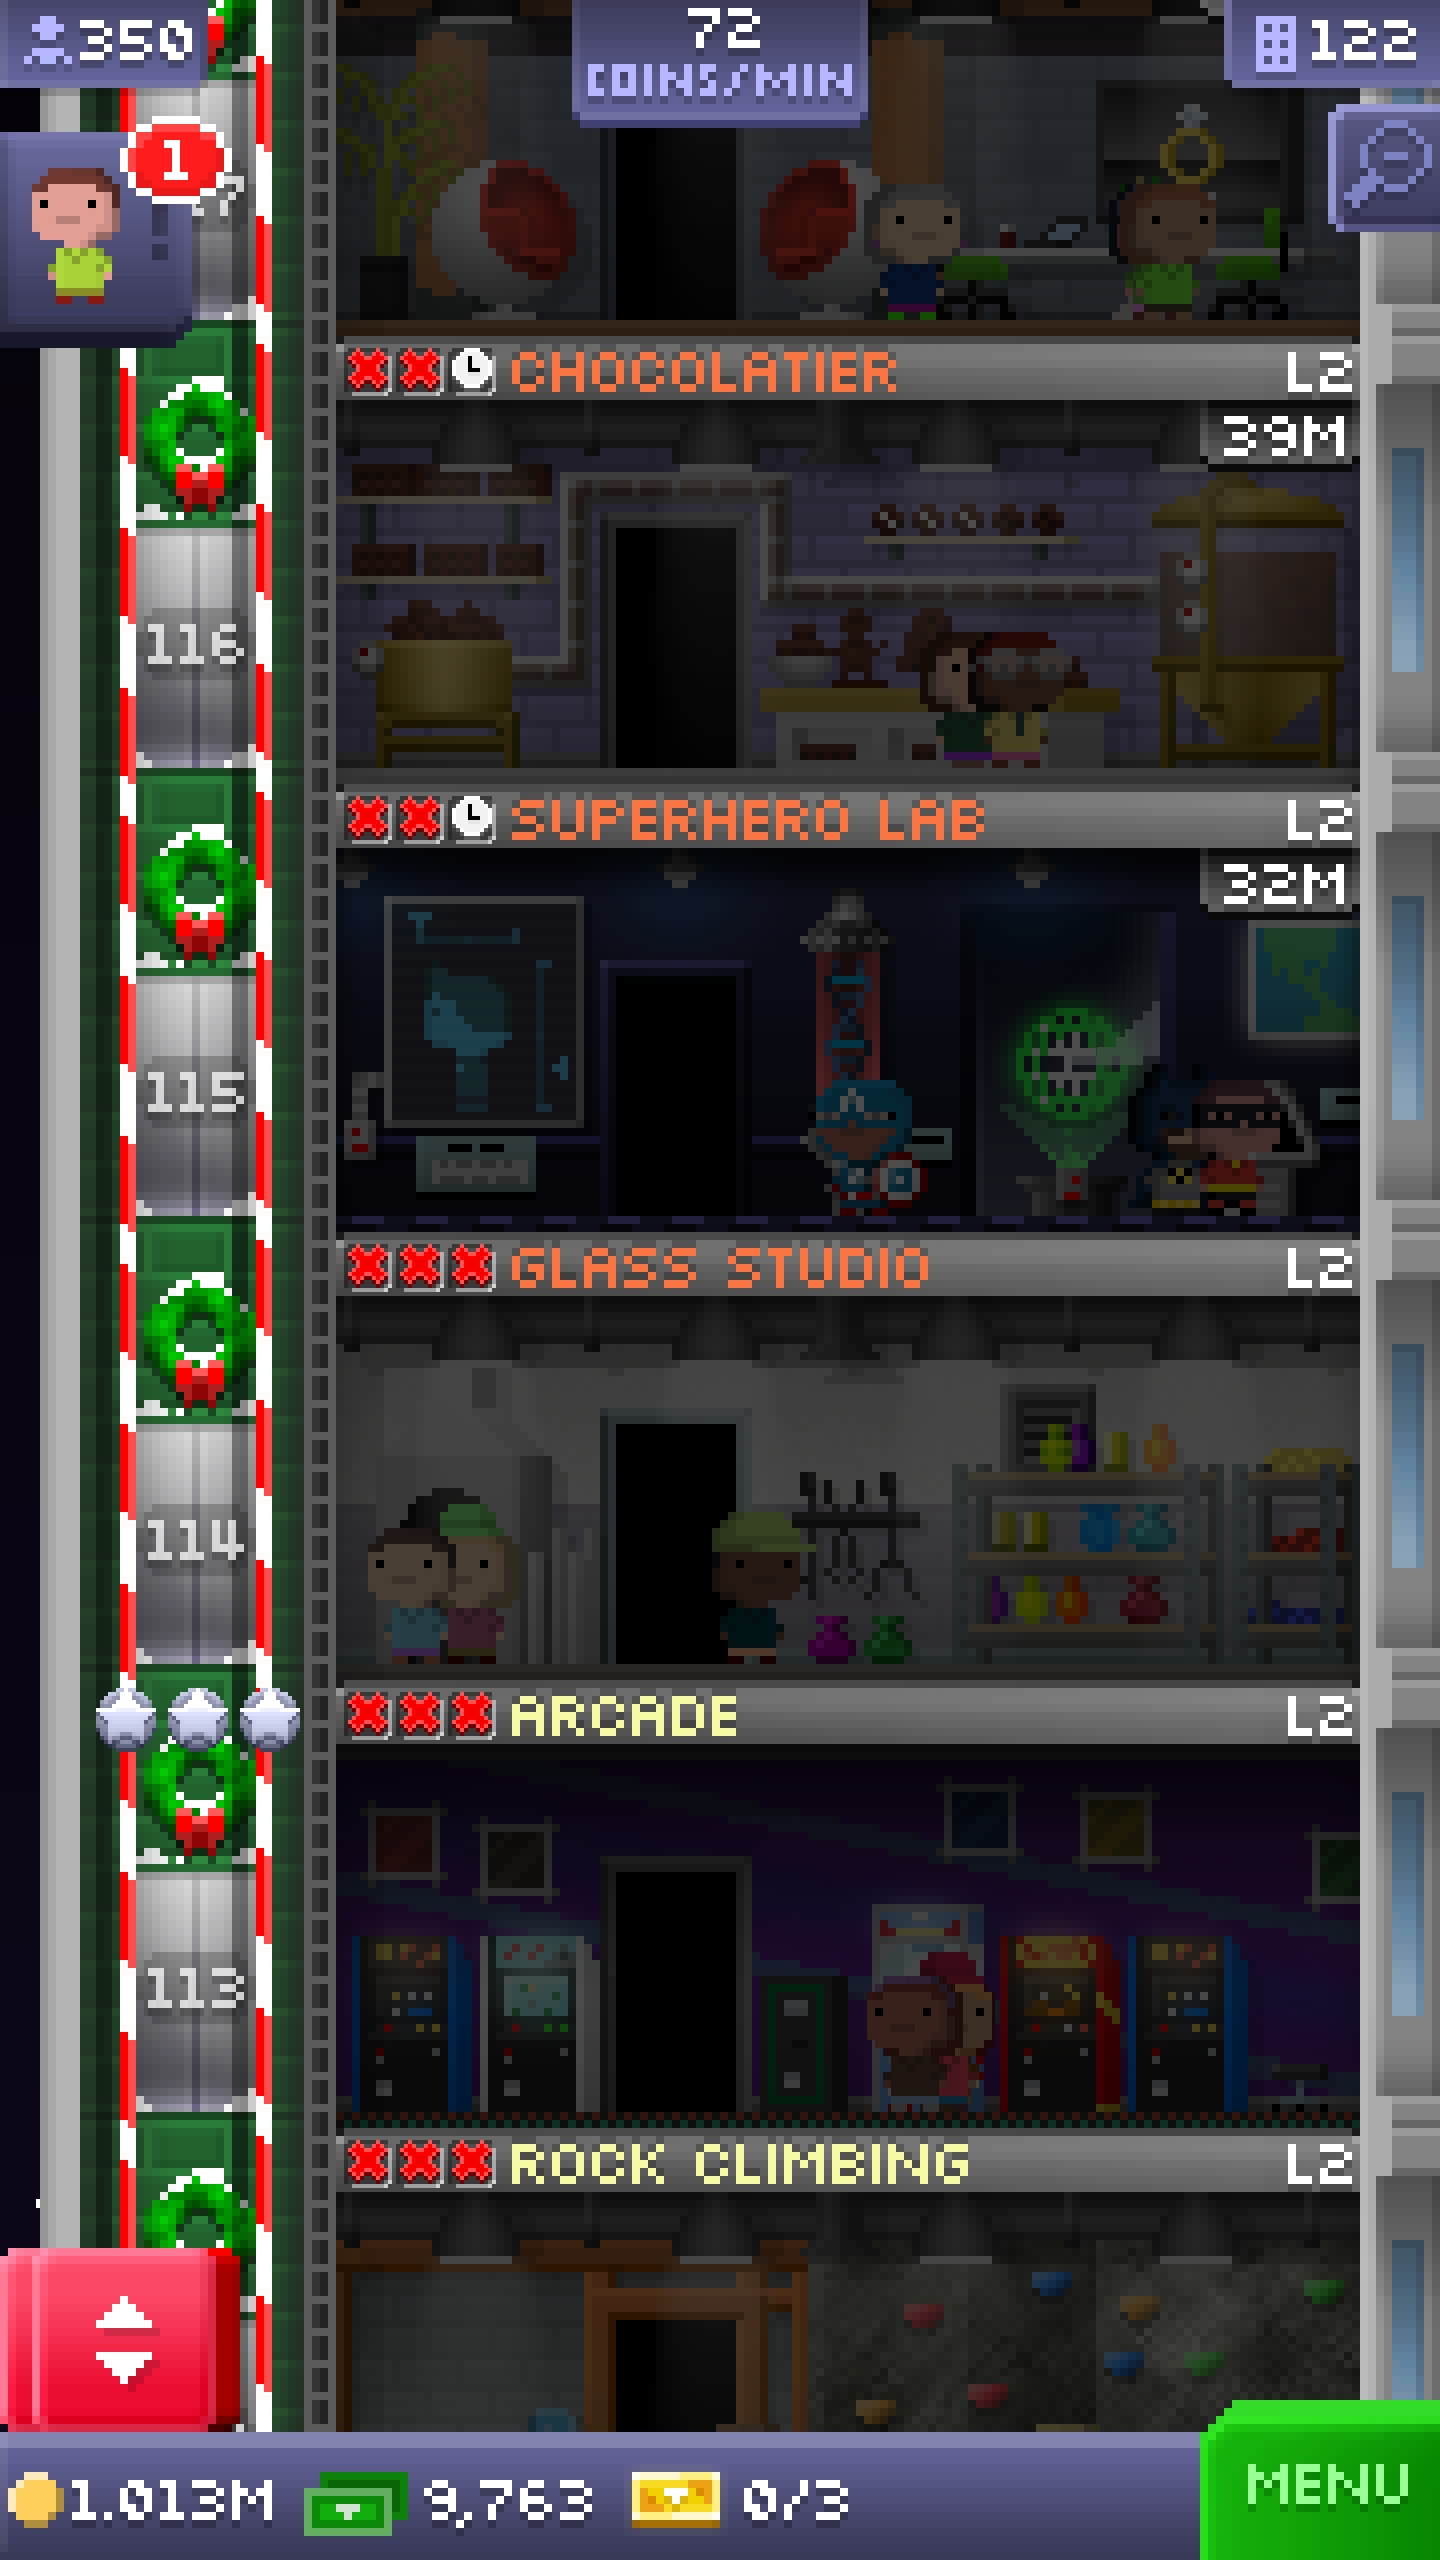 350
72
COINS/MIN
122
1
CHOCOLATIER L2
39M
116
SUPERHERO LAB L2
32M
115
GLASS STUDIO L2
114
ARCADE L2
113
ROCK CLIMBING L2
1.013M 9,763 0/3
MENU